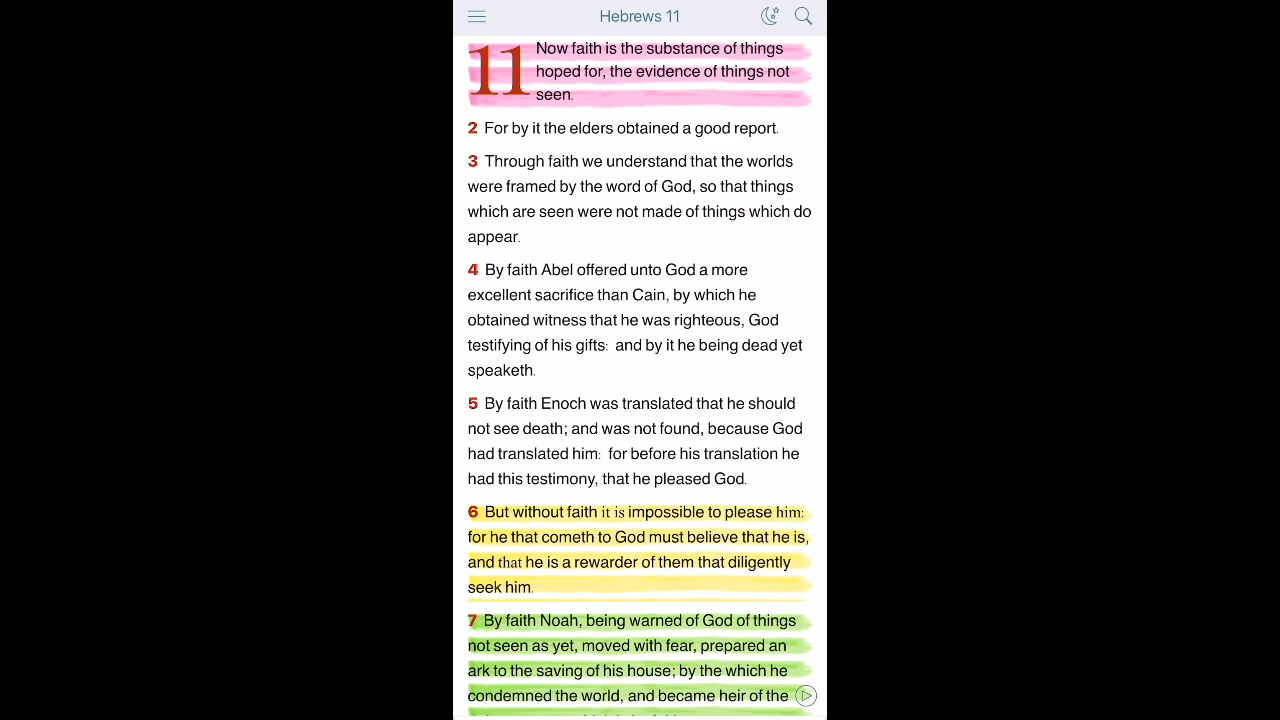 Hebrews 11
11 Now faith is the substance of things
hoped for, the evidence of things not
seen.
2 For by it the elders obtained a good report.
3 Through faith we understand that the worlds
were framed by the word of God, so that things
which are seen were not made of things which do
appear.
4 By faith Abel offered unto God a more
excellent sacrifice than Cain, by which he
obtained witness that he was righteous, God
testifying of his gifts: and by it he being dead yet
speaketh.
5 By faith Enoch was translated that he should
not see death; and was not found, because God
had translated him: for before his translation he
had this testimony, that he pleased God.
6 But without faith it is impossible to please him:
for he that cometh to God must believe that he is,
and that he is a rewarder of them that diligently
seek him.
7 By faith Noah, being warned of God of things
not seen as yet, moved with fear, prepared an
ark to the saving of his house; by the which he
condemned the world, and became heir of the